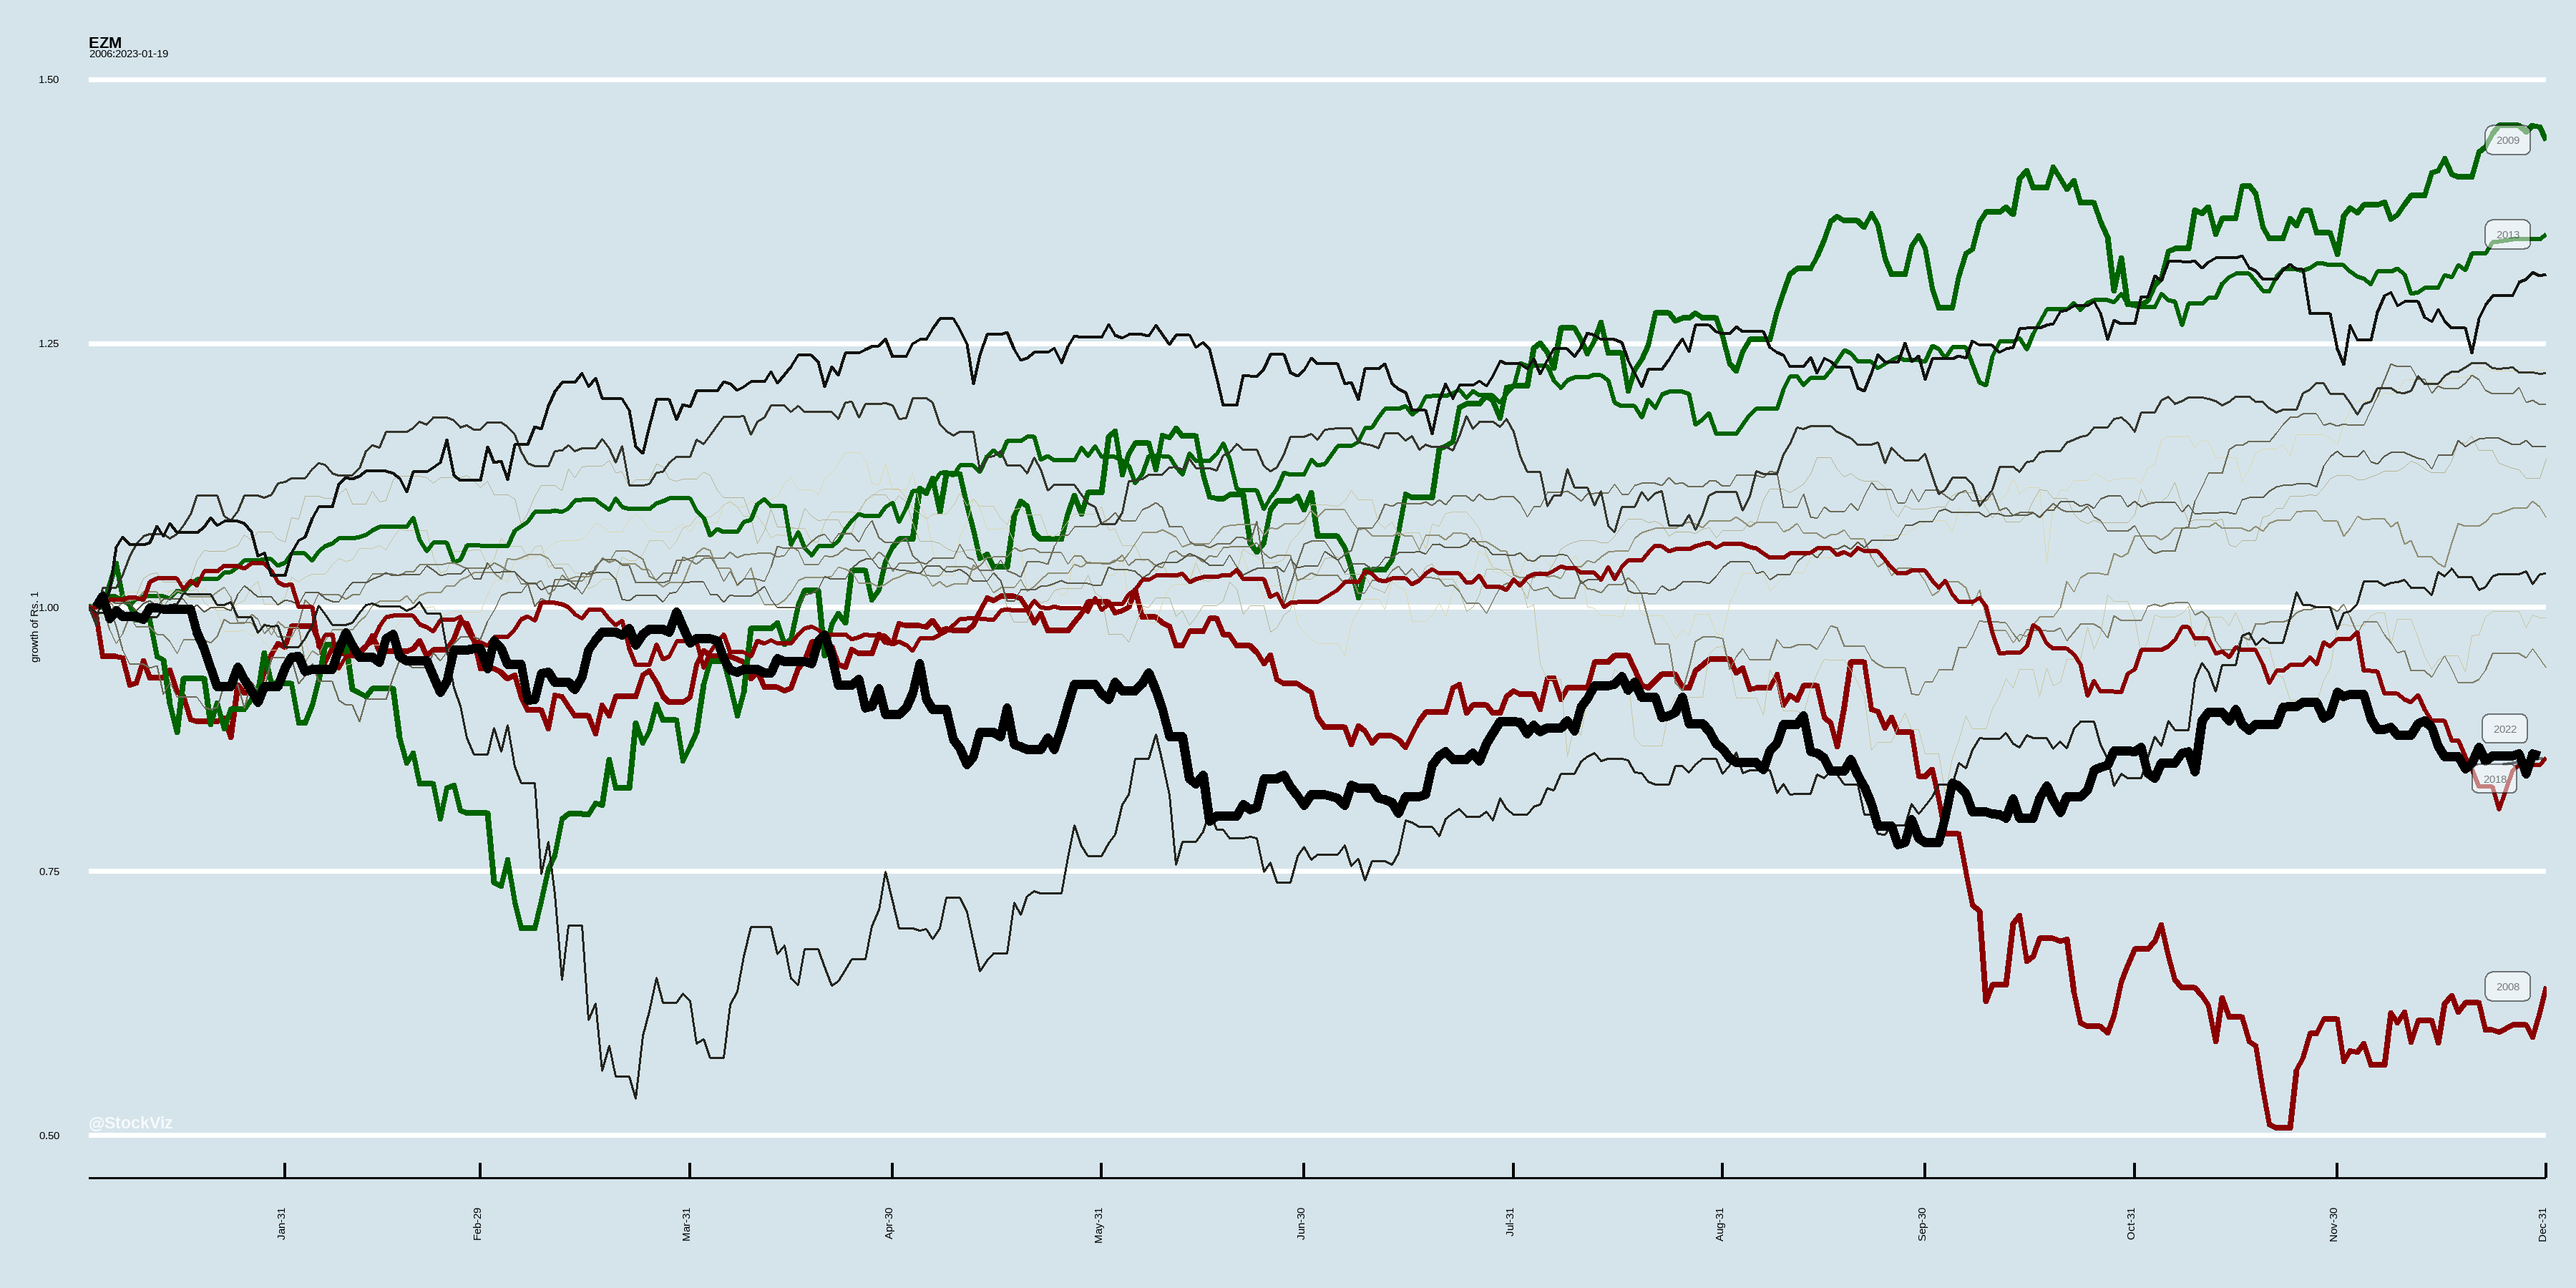 EZM
2006:2023-01-19
1.50
1.25
1.00
0.75
0.50
growth of Rs. 1
2009
2013
2022
2018
2008
@StockViz
Jan-31
Feb-29
Mar-31
Apr-30
May-31
Jun-30
Jul-31
Aug-31
Sep-30
Oct-31
Nov-30
Dec-31